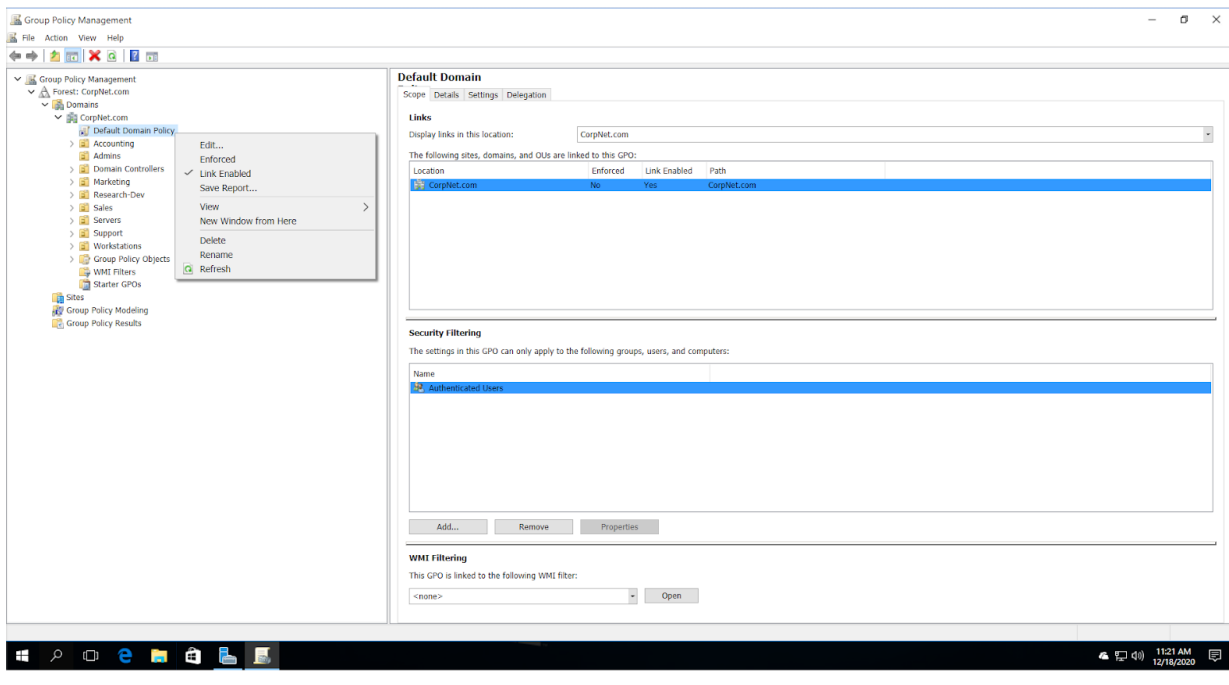 Group Policy Management
File Action View Help
Group Policy Management
Forest: CorpNet.com
Domains
CorpNet.com
Default Domain Policy
Accounting
Admins
Domain Controllers
Marketing
Research-Dev
Sales
Servers
Support
Workstations
Group Policy Objects
WMI Filters
Starter GPOs
Sites
Group Policy Modeling
Group Policy Results
Edit...
Enforced
Link Enabled
Save Report...
View
New Window from Here
Delete
Rename
Refresh
Default Domain
Scope Details Settings Delegation
Links
Display links in this location: CorpNet.com
The following sites, domains, and OUs are linked to this GPO:
Location Enforced Link Enabled Path
CorpNet.com No Yes CorpNet.com
Security Filtering
The settings in this GPO can only apply to the following groups, users, and computers:
Name
Authenticated Users
Add... Remove Properties
WMI Filtering
This GPO is linked to the following WMI filter:
<none> Open
11:21 AM
12/18/2020